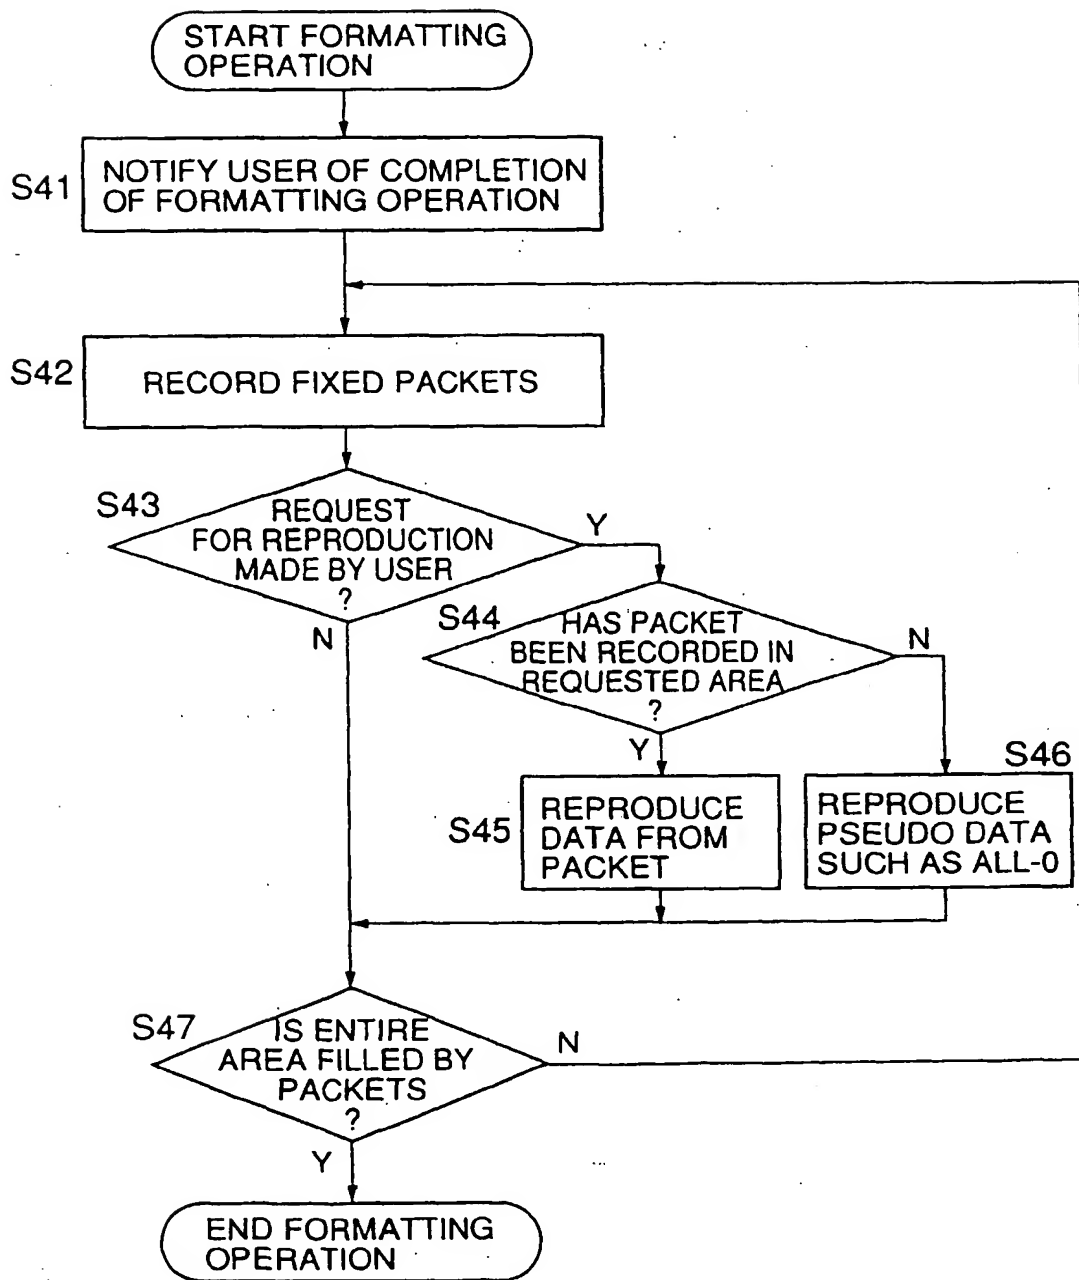 START FORMATTING
OPERATION
S41
NOTIFY USER OF COMPLETION
OF FORMATTING OPERATION
S42
RECORD FIXED PACKETS
S43
REQUEST
FOR REPRODUCTION
MADE BY USER
?
Y
N
S44
HAS PACKET
BEEN RECORDED IN
REQUESTED AREA
?
N
Y
S45
REPRODUCE
DATA FROM
PACKET
S46
REPRODUCE
PSEUDO DATA
SUCH AS ALL-0
S47
IS ENTIRE
AREA FILLED BY
PACKETS
?
N
Y
END FORMATTING
OPERATION